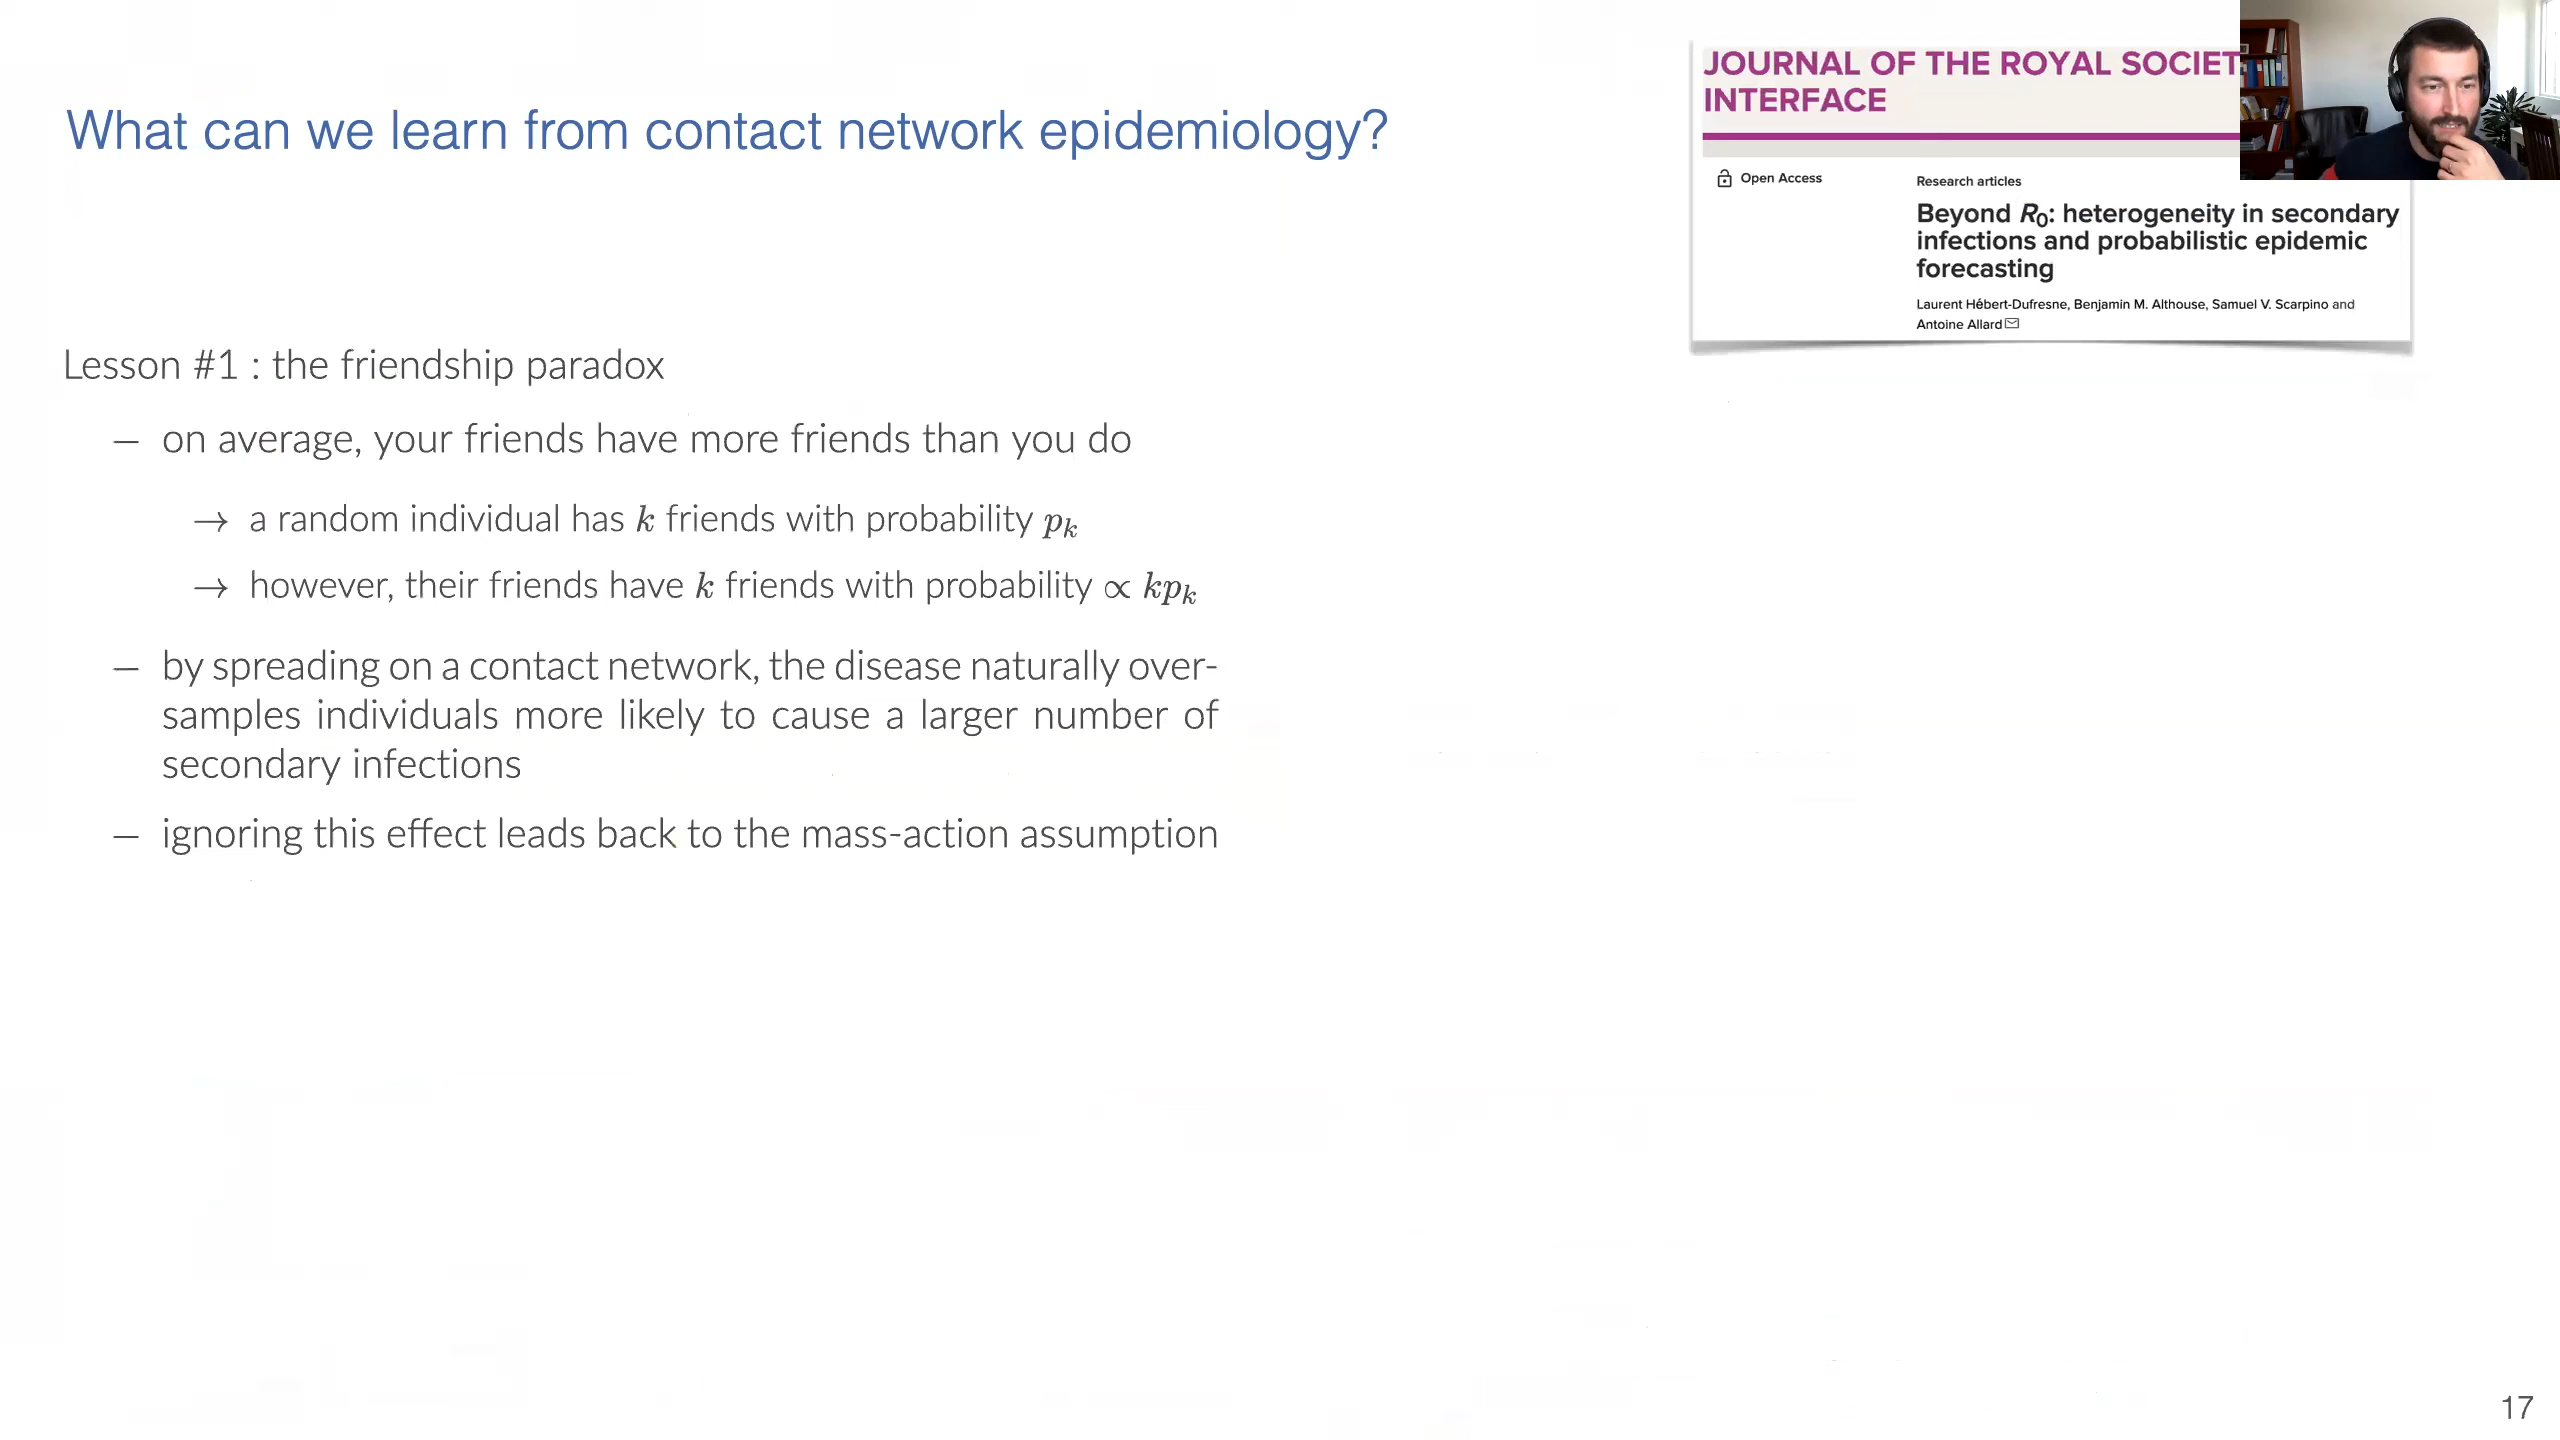 What can we learn from contact network epidemiology?
JOURNAL OF THE ROYAL SOCIET
INTERFACE
Open Access
Research articles
Beyond R₀: heterogeneity in secondary
infections and probabilistic epidemic
forecasting
Laurent Hébert-Dufresne, Benjamin M. Althouse, Samuel V. Scarpino and
Antoine Allard
Lesson #1 : the friendship paradox
– on average, your friends have more friends than you do
→ a random individual has k friends with probability pₖ
→ however, their friends have k friends with probability ∝ kpₖ
– by spreading on a contact network, the disease naturally over-
samples individuals more likely to cause a larger number of
secondary infections
– ignoring this effect leads back to the mass-action assumption
17